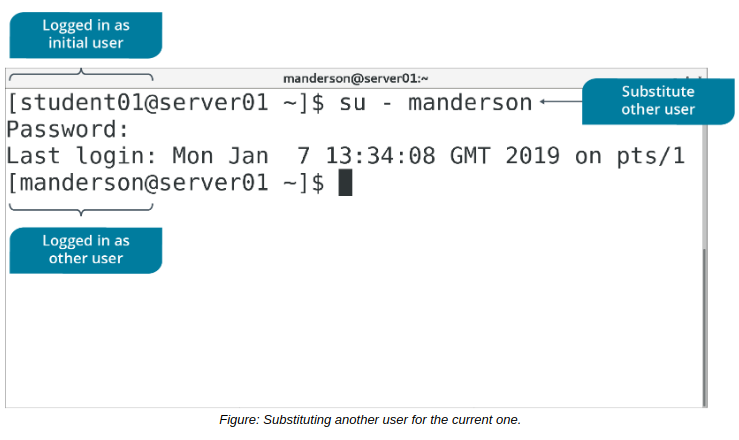 Logged in as
initial user
manderson@server01:~
[student01@server01 ~]$ su - manderson
Substitute
other user
Password:
Last login: Mon Jan  7 13:34:08 GMT 2019 on pts/1
[manderson@server01 ~]$
Logged in as
other user
Figure: Substituting another user for the current one.